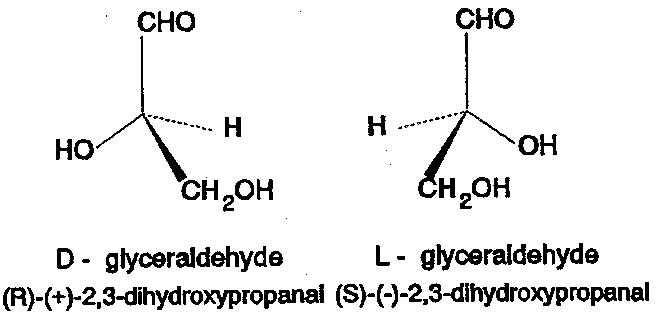 CHO CHO
H H
HO OH
CH2OH CH2OH
D - glyceraldehyde L - glyceraldehyde
(R)-(+)-2,3-dihydroxypropanal (S)-(-)-2,3-dihydroxypropanal